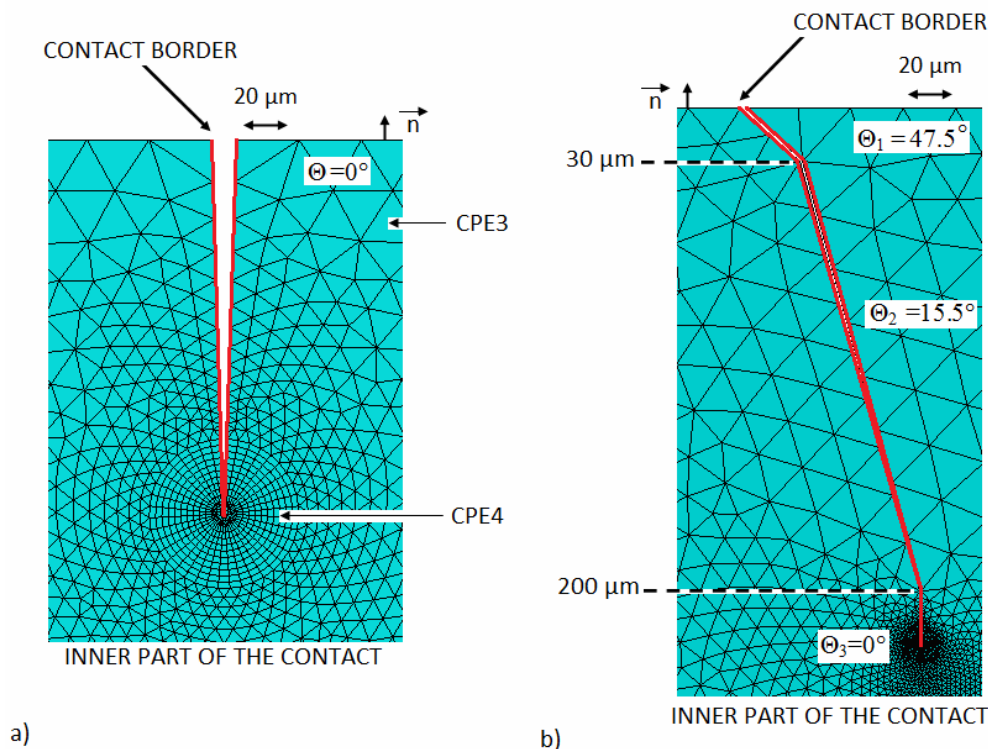 CONTACT BORDER
20 µm
n
Θ=0°
CPE3
CPE4
INNER PART OF THE CONTACT
a)
CONTACT BORDER
20 µm
n
Θ1 = 47.5°
30 µm
Θ2 =15.5°
200 µm
Θ3=0°
INNER PART OF THE CONTACT
b)